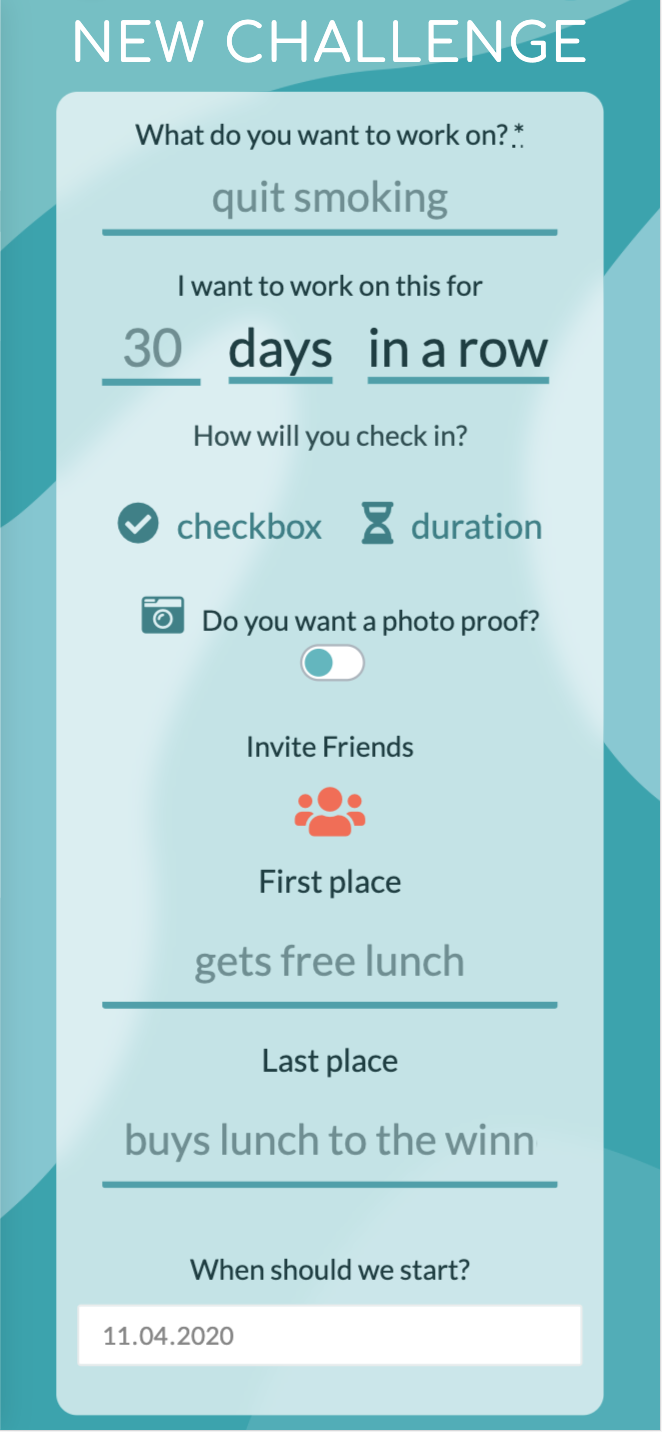 NEW CHALLENGE
What do you want to work on? *
quit smoking
I want to work on this for
30 days in a row
How will you check in?
checkbox duration
Do you want a photo proof?
Invite Friends
First place
gets free lunch
Last place
buys lunch to the winn
When should we start?
11.04.2020